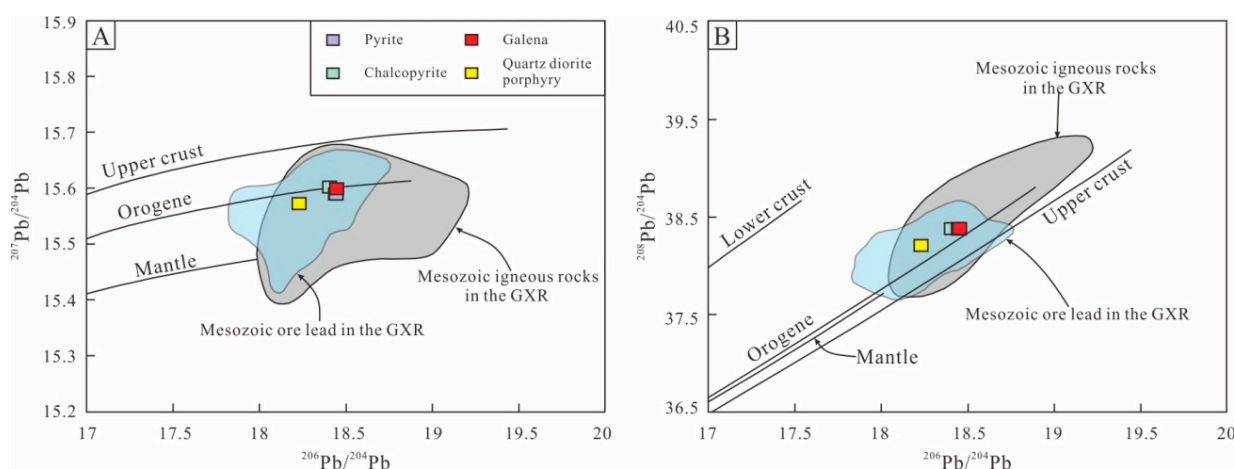 A
Pyrite
Galena
Chalcopyrite
Quartz diorite
porphyry
15.9
15.8
15.7
15.6
15.5
15.4
15.3
15.2
²⁰⁷Pb/²⁰⁴Pb
Upper crust
Orogene
Mantle
Mesozoic igneous rocks
in the GXR
Mesozoic ore lead in the GXR
17
18
18.5
19
19.5
20
²⁰⁶Pb/²⁰⁴Pb
B
40.5
39.5
38.5
37.5
36.5
²⁰⁸Pb/²⁰⁴Pb
Mesozoic igneous rocks
in the GXR
Lower crust
Upper crust
Mesozoic ore lead in the GXR
Orogene
Mantle
17
17.5
18
18.5
19
19.5
20
²⁰⁶Pb/²⁰⁴Pb